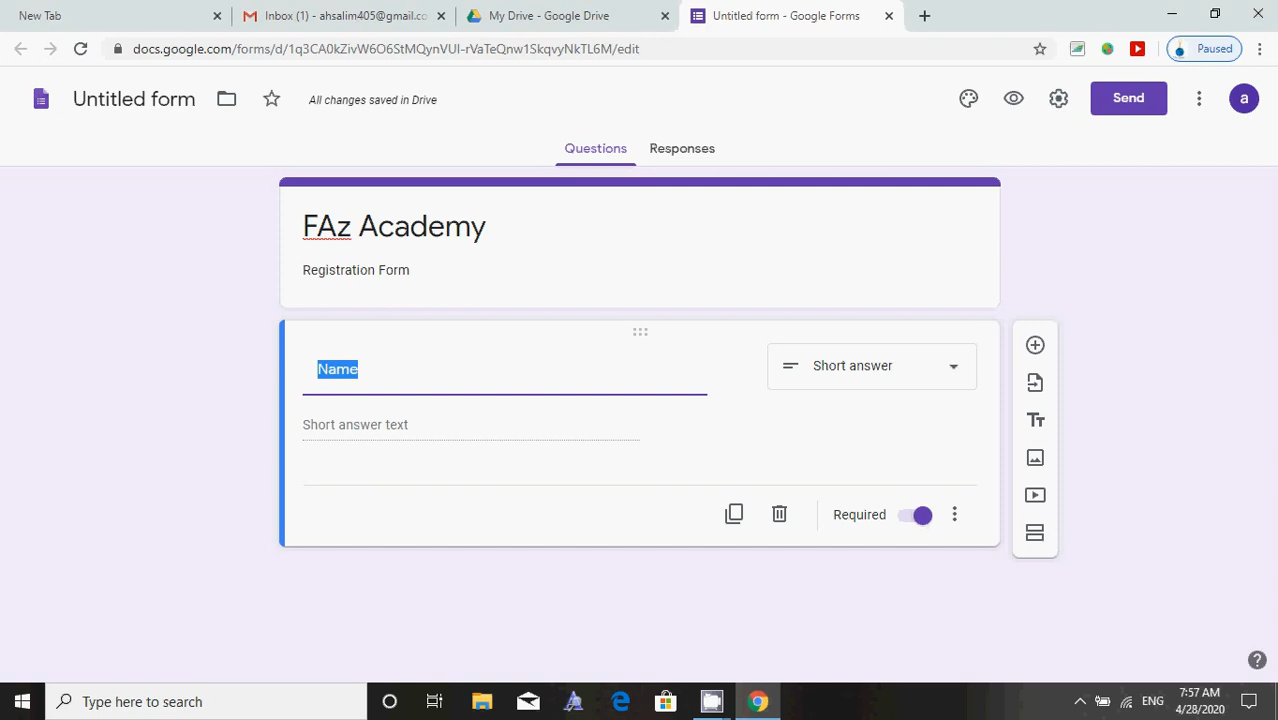 New Tab
Inbox (1) - ahsalim405@gmail.co
My Drive - Google Drive
Untitled form - Google Forms
docs.google.com/forms/d/1q3CA0kZivW6O6StMQynVUl-rVaTeQnw1SkqvyNkTL6M/edit
Paused
Untitled form
All changes saved in Drive
Send
a
Questions
Responses
FAz Academy
Registration Form
Name
Short answer
Short answer text
Required
Type here to search
ENG
7:57 AM
4/28/2020